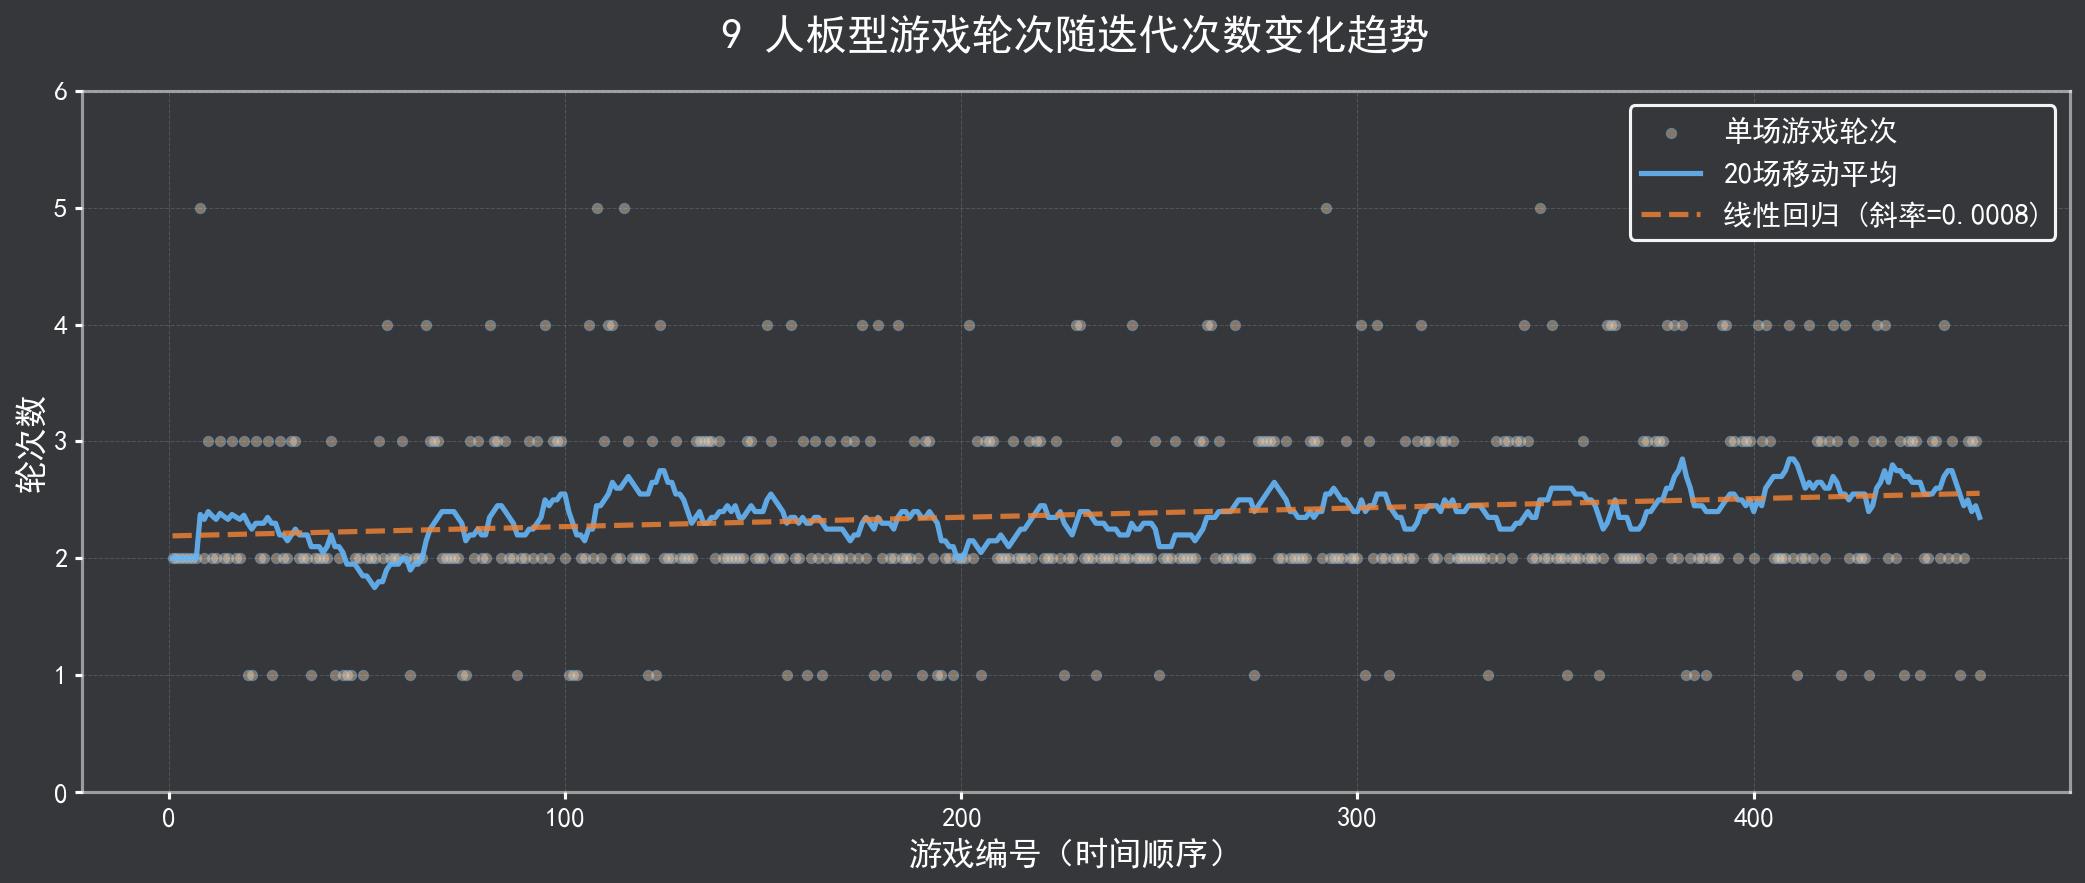 9 人板型游戏轮次随迭代次数变化趋势
单场游戏轮次
20场移动平均
线性回归 (斜率=0.0008)
轮次数
6
5
4
3
2
1
0
0 100 200 300 400
游戏编号（时间顺序）